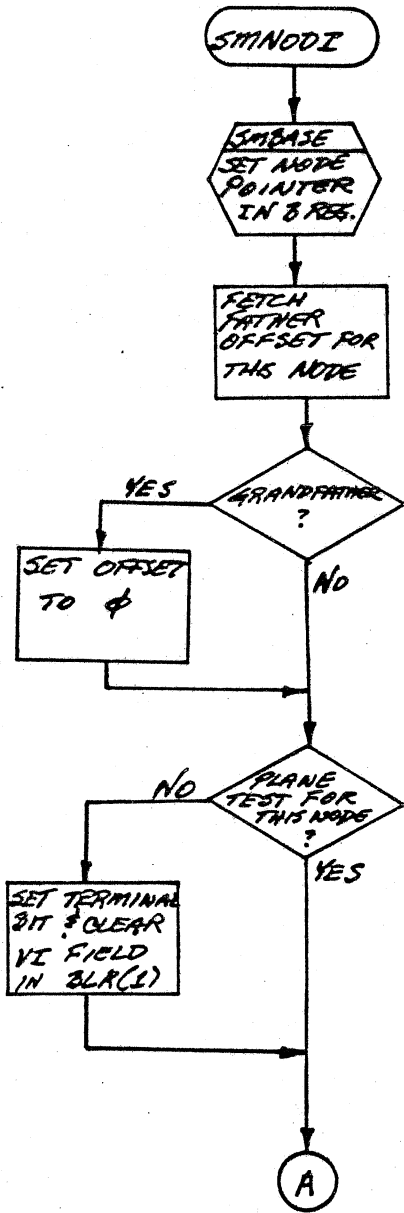 SMNODI
SMBASE
SET NODE
POINTER
IN B REG.
FETCH
FATHER
OFFSET FOR
THIS NODE
GRANDFATHER
?
YES
NO
SET OFFSET
TO φ
PLANE
TEST FOR
THIS NODE
?
NO
YES
SET TERMINAL
BIT & CLEAR
VI FIELD
IN BLK(1)
A